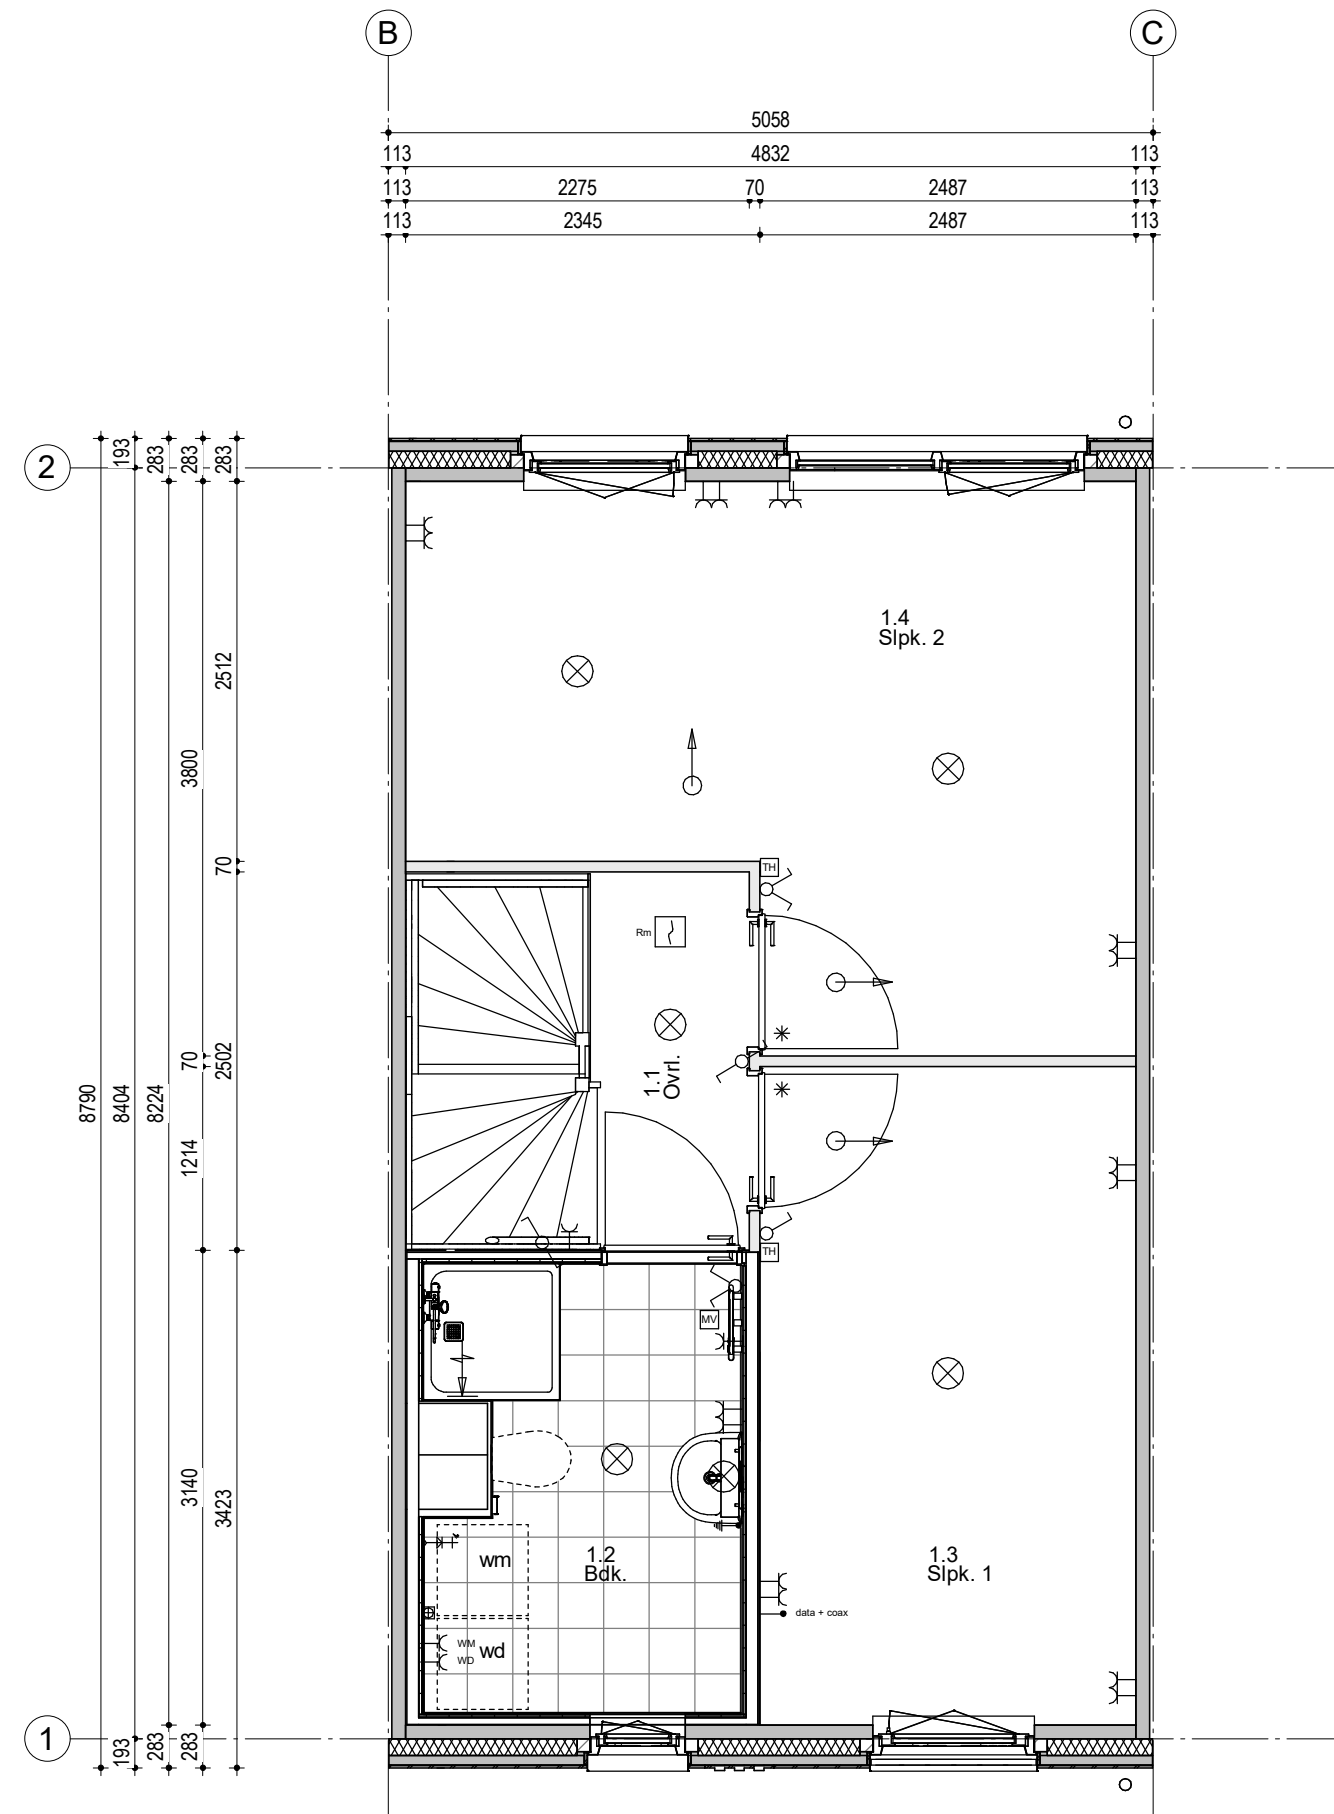 B C
5058
113 4832 113
113 2275 70 2487 113
113 2345 2487 113
2
193 283 283 283
2512
3800
70
70
2502
8790 8404 8224
1214
3140
3423
1
193 283 283
1.4
Slpk. 2
TH
Rm
1.1
Ovrl.
TH
MV
wm
1.2
Bdk.
1.3
Slpk. 1
data + coax
WM
WD
wd